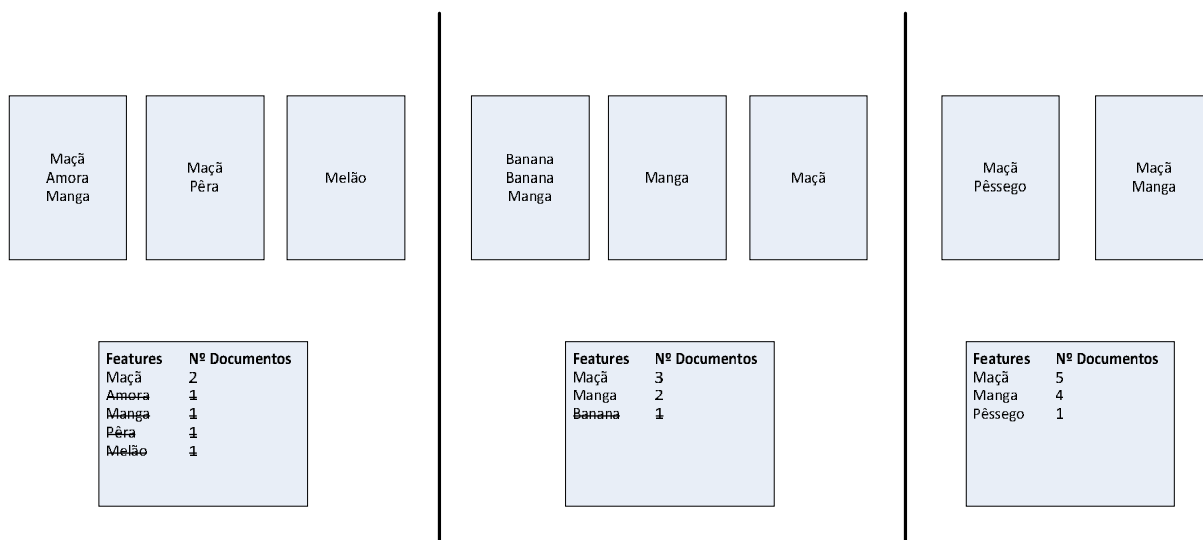 Maçã
Amora
Manga
Maçã
Pêra
Melão
Banana
Banana
Manga
Manga
Maçã
Maçã
Pêssego
Maçã
Manga
Features Nº Documentos
Maçã 2
Amora 1
Manga 1
Pêra 1
Melão 1
Features Nº Documentos
Maçã 3
Manga 2
Banana 1
Features Nº Documentos
Maçã 5
Manga 4
Pêssego 1